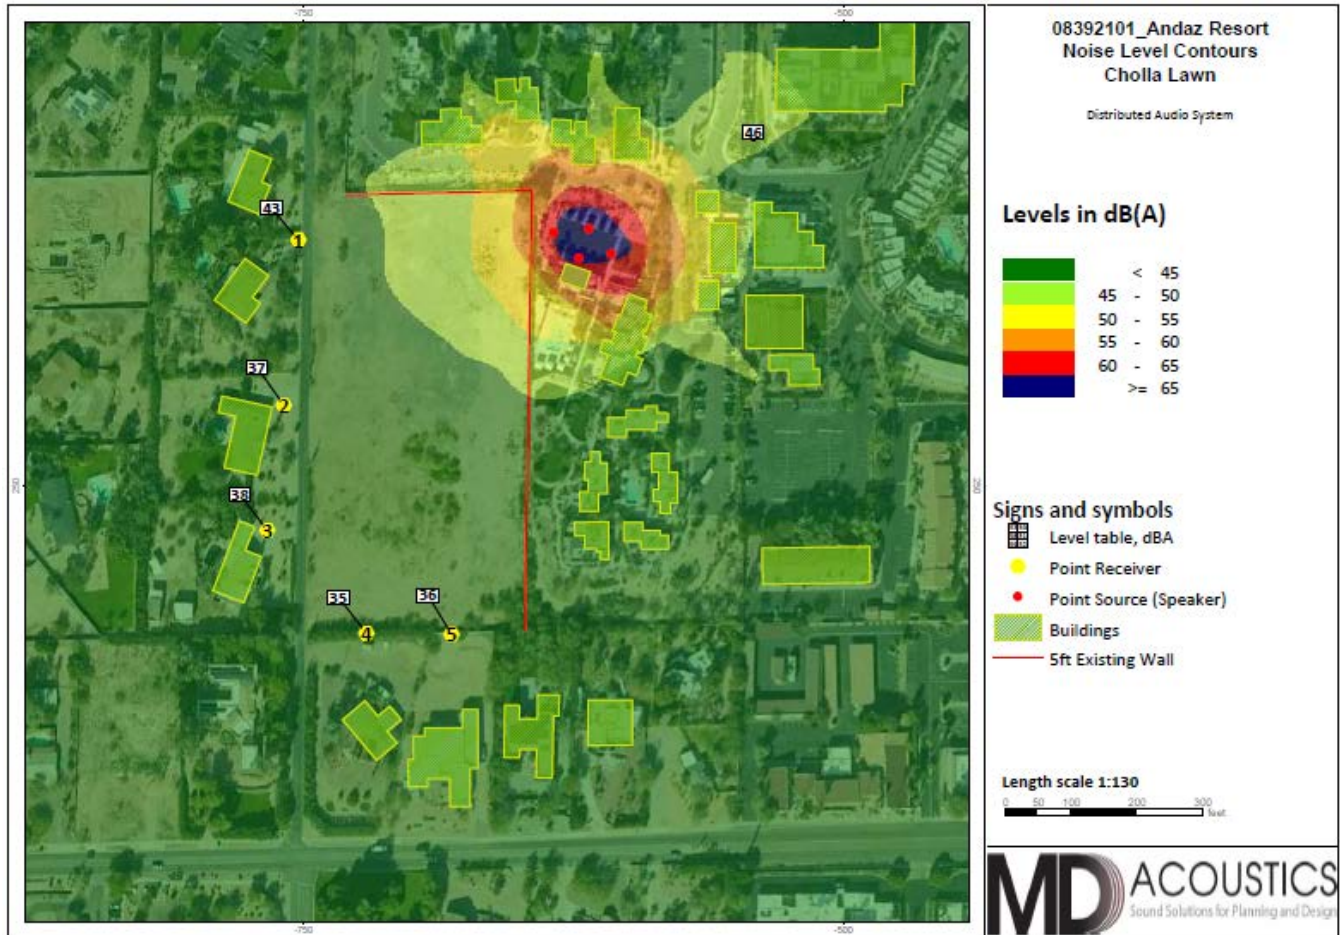 -750
-500
46
43
1
37
2
250
250
38
3
35
36
4
5
-750
-500
08392101_Andaz Resort
Noise Level Contours
Cholla Lawn
Distributed Audio System
Levels in dB(A)
< 45
45 - 50
50 - 55
55 - 60
60 - 65
>= 65
Signs and symbols
Level table, dBA
Point Receiver
Point Source (Speaker)
Buildings
5ft Existing Wall
Length scale 1:130
0 50 100 200 300
feet
MD ACOUSTICS
Sound Solutions for Planning and Design